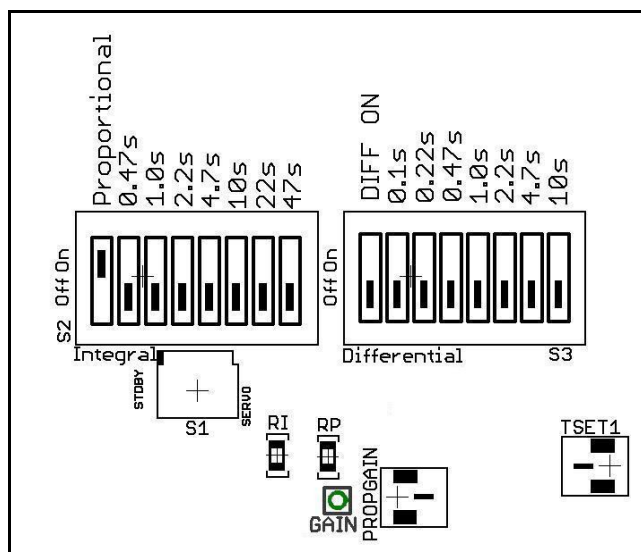 Proportional
0.47s
1.0s
2.2s
4.7s
10s
22s
47s
DIFF ON
0.1s
0.22s
0.47s
1.0s
2.2s
4.7s
10s
Off On
S2
Off On
Integral
Differential
S3
STDBY
SERVO
S1
RI
RP
GAIN
PROPGAIN
TSET1